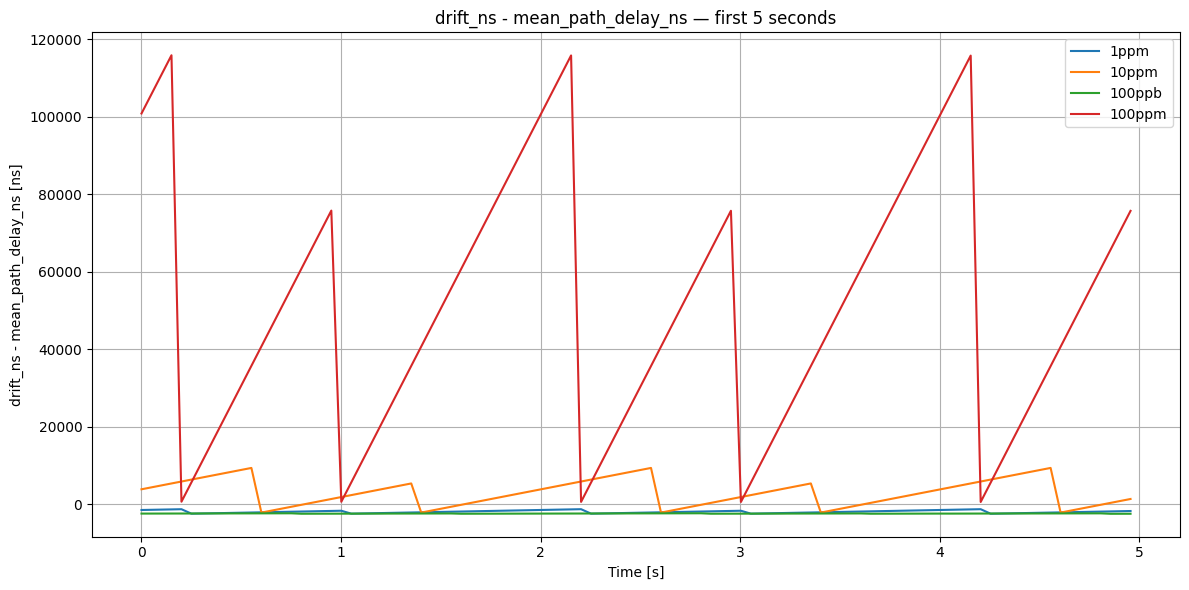 drift_ns - mean_path_delay_ns — first 5 seconds
drift_ns - mean_path_delay_ns [ns]
120000
100000
80000
60000
40000
20000
0
1ppm
10ppm
100ppb
100ppm
0 1 2 3 4 5
Time [s]